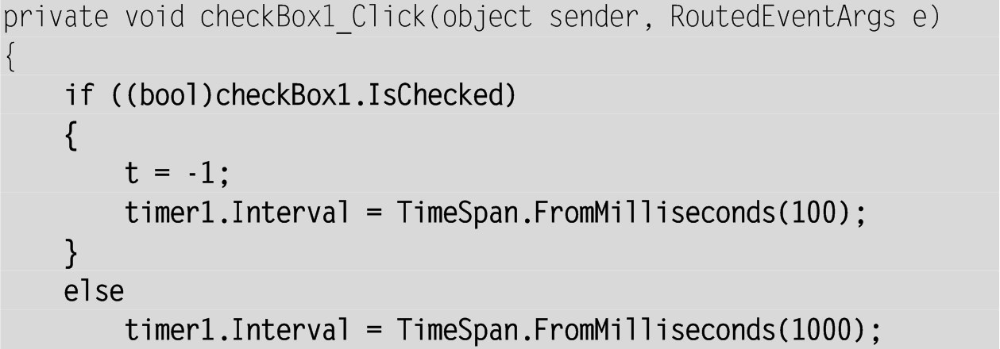 private void checkBox1_Click(object sender, RoutedEventArgs e)
{
    if ((bool)checkBox1.IsChecked)
    {
        t = -1;
        timer1.Interval = TimeSpan.FromMilliseconds(100);
    }
    else
        timer1.Interval = TimeSpan.FromMilliseconds(1000);